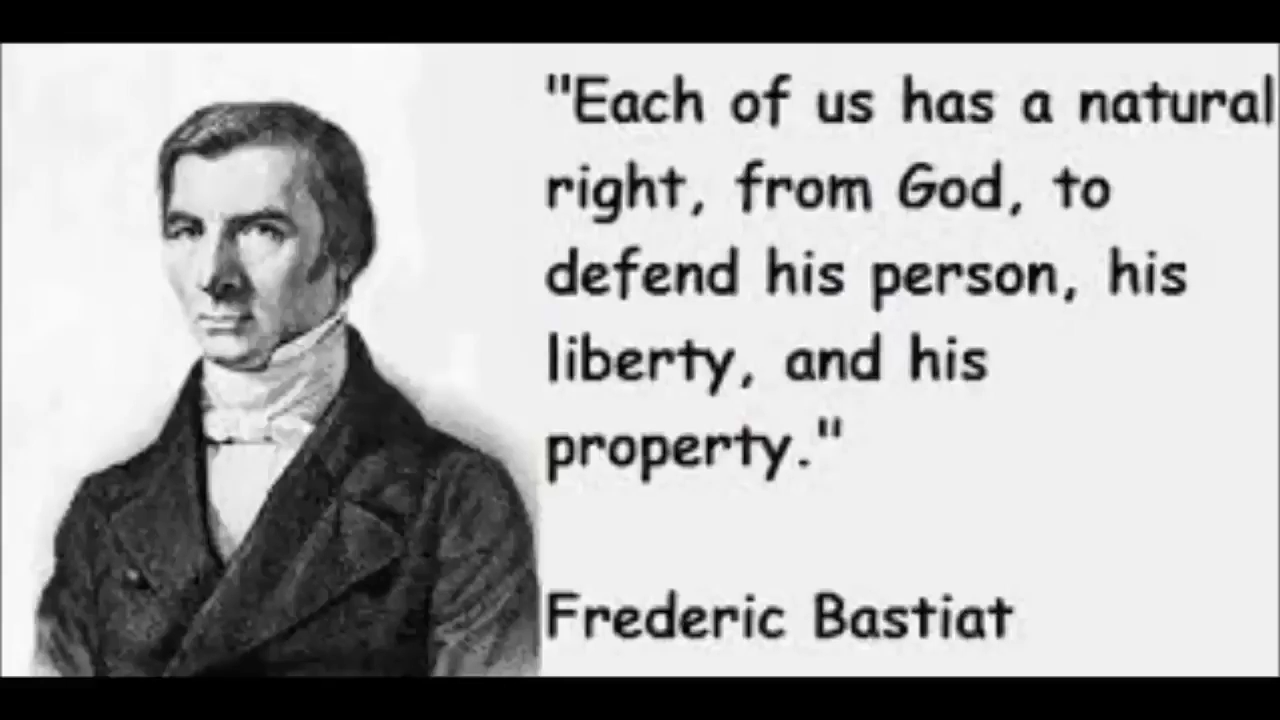 "Each of us has a natural
right, from God, to
defend his person, his
liberty, and his
property."
Frederic Bastiat